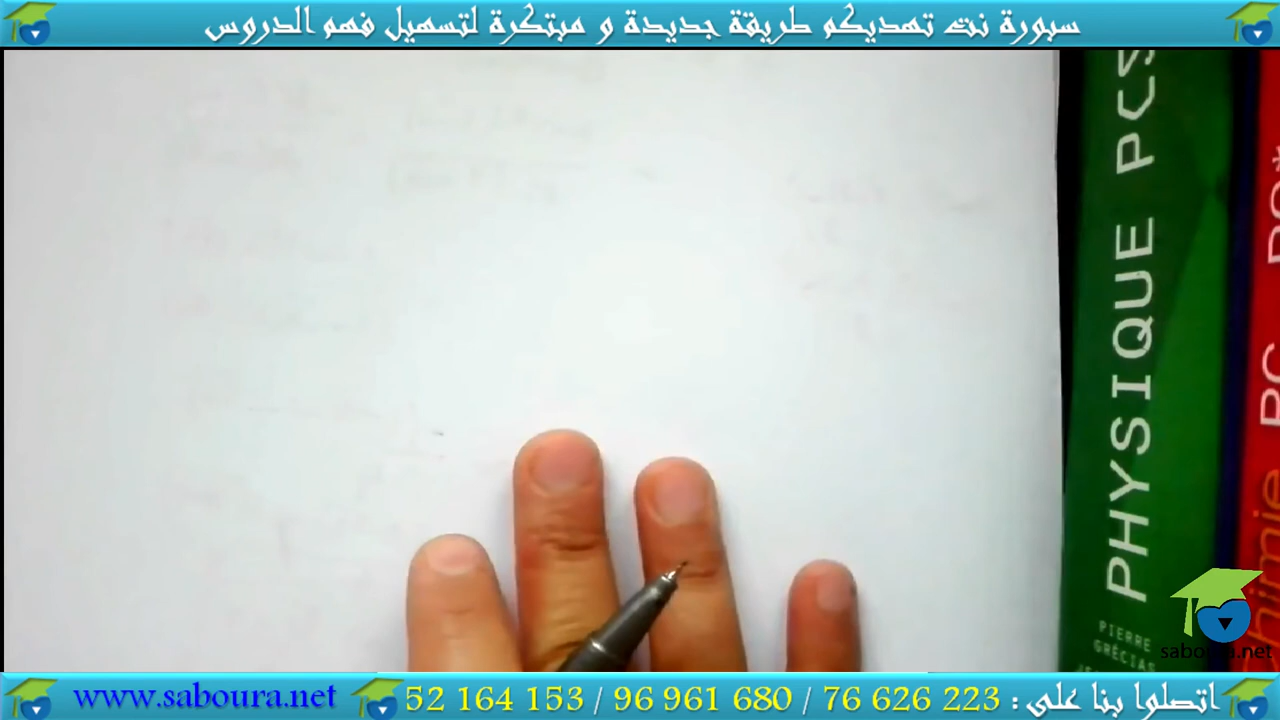 سبورة نت تهديكم طريقة جديدة و مبتكرة لتسهيل فهم الدروس
PHYSIQUE PCS
PC
PIERRE
GRÉCIAS
saboura.net
اتصلوا بنا على : 52 164 153 / 96 961 680 / 76 626 223
www.saboura.net